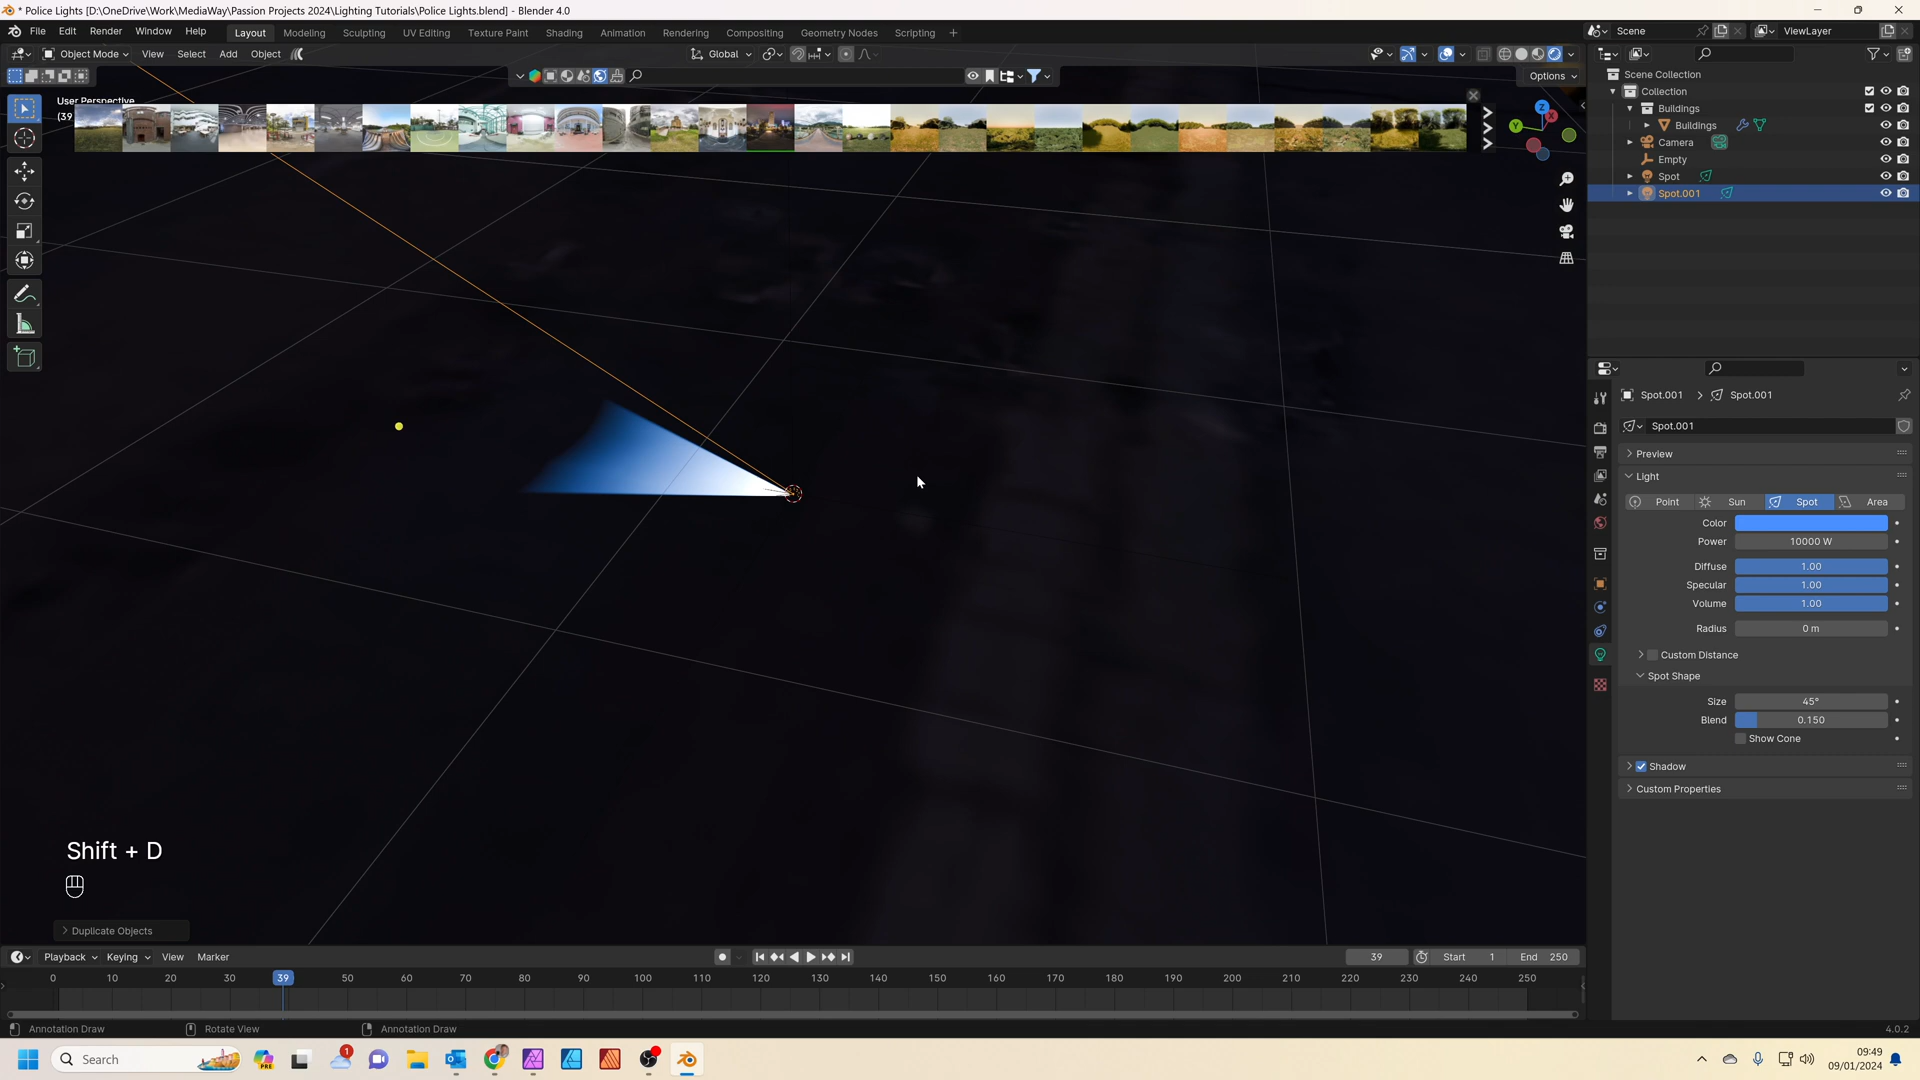 * Police Lights [D:\OneDrive\Work\MediaWay\Passion Projects 2024\Lighting Tutorials\Police Lights.blend] - Blender 4.0
File Edit Render Window Help
Layout Modeling Sculpting UV Editing Texture Paint Shading Animation Rendering Compositing Geometry Nodes Scripting +
Scene
ViewLayer
Object Mode View Select Add Object
Global
Options
User Perspective
(39
Scene Collection
Collection
Buildings
Buildings
Camera
Empty
Spot
Spot.001
Spot.001 > Spot.001
Spot.001
Preview
Light
Point Sun Spot Area
Color
Power 10000 W
Diffuse 1.00
Specular 1.00
Volume 1.00
Radius 0 m
Custom Distance
Spot Shape
Size 45°
Blend 0.150
Show Cone
Shadow
Custom Properties
Z
Y
X
Shift + D
Duplicate Objects
Playback Keying View Marker
39
Start 1
End 250
0 10 20 30 39 50 60 70 80 90 100 110 120 130 140 150 160 170 180 190 200 210 220 230 240 250
Annotation Draw
Rotate View
Annotation Draw
4.0.2
Search
PRE
1
09:49
09/01/2024